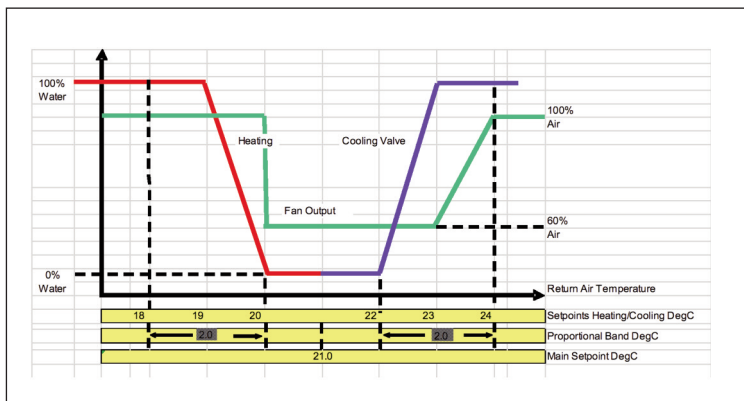 100%
Water
Heating
Cooling Valve
100%
Air
Fan Output
60%
Air
0%
Water
Return Air Temperature
18 19 20 22 23 24 Setpoints Heating/Cooling DegC
2.0 2.0 Proportional Band DegC
21.0 Main Setpoint DegC